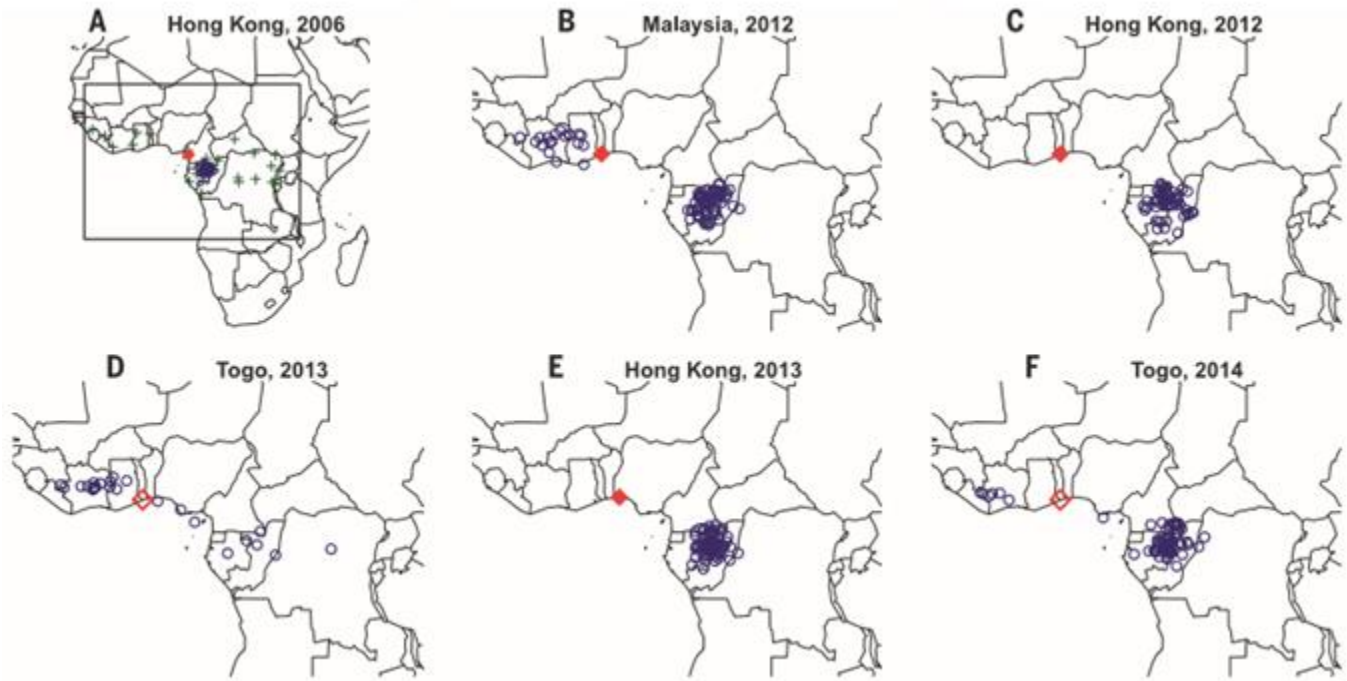 A Hong Kong, 2006
B Malaysia, 2012
C Hong Kong, 2012
D Togo, 2013
E Hong Kong, 2013
F Togo, 2014